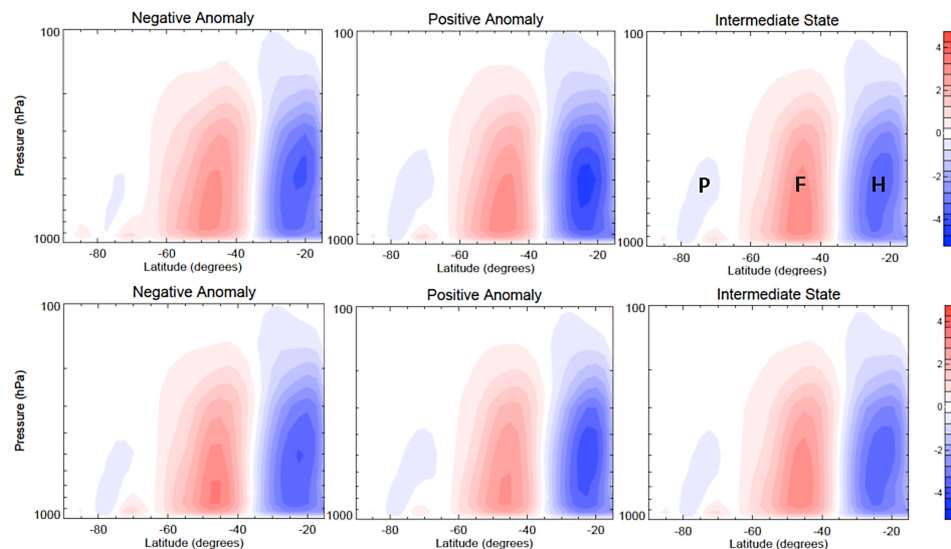 Negative Anomaly
Positive Anomaly
Intermediate State
Pressure (hPa)
100
1000
-80 -60 -40 -20
Latitude (degrees)
100
1000
-80 -60 -40 -20
Latitude (degrees)
100
1000
P F H
-80 -60 -40 -20
Latitude (degrees)
4
2
0
-2
-4
Negative Anomaly
Positive Anomaly
Intermediate State
Pressure (hPa)
100
1000
-80 -60 -40 -20
Latitude (degrees)
100
1000
-80 -60 -40 -20
Latitude (degrees)
100
1000
-80 -60 -40 -20
Latitude (degrees)
4
2
0
-2
-4